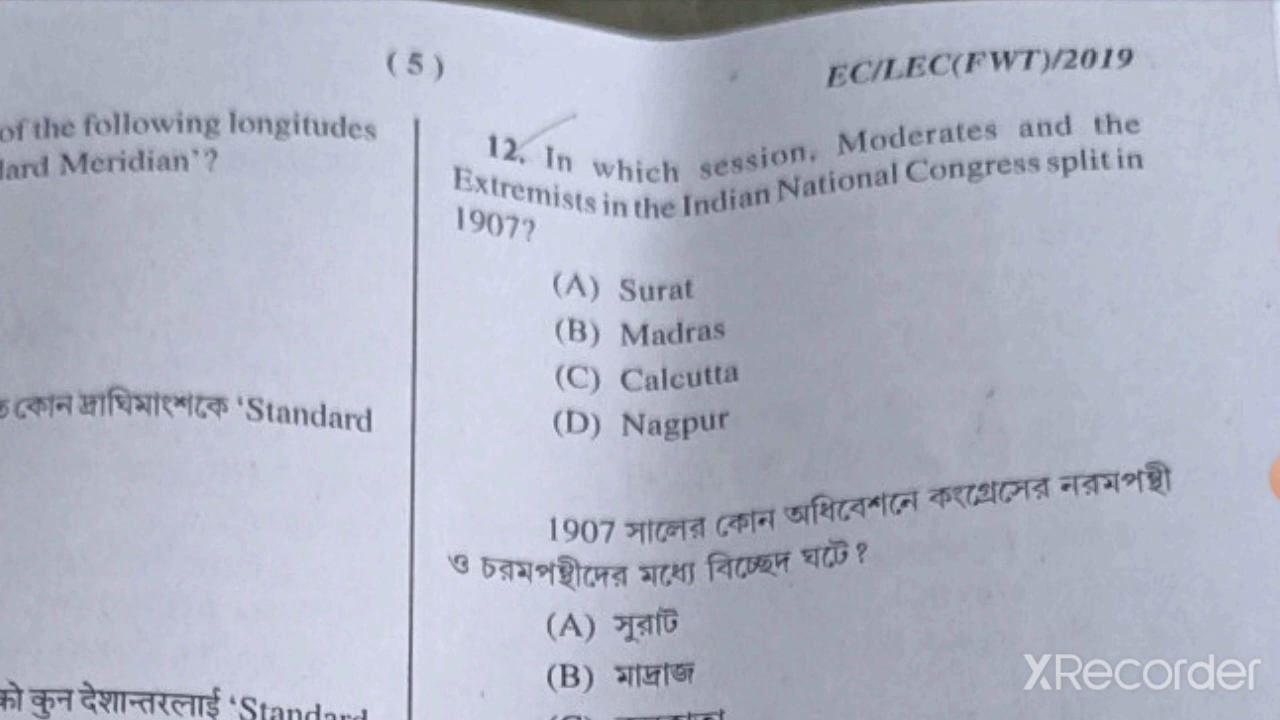 ( 5 )
EC/LEC(FWT)/2019
of the following longitudes
lard Meridian'?
কোন দ্রাঘিমাংশকে 'Standard
को कुन देशान्तरलाई 'Standard
12. In which session, Moderates and the
Extremists in the Indian National Congress split in
1907?
(A) Surat
(B) Madras
(C) Calcutta
(D) Nagpur
1907 সালের কোন অধিবেশনে কংগ্রেসের নরমপন্থী
ও চরমপন্থীদের মধ্যে বিচ্ছেদ ঘটে?
(A) সুরাট
(B) মাদ্রাজ
XRecorder